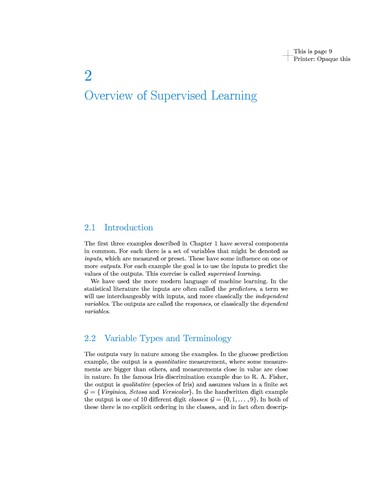 This is page 9
Printer: Opaque this
2
Overview of Supervised Learning
2.1 Introduction
The first three examples described in Chapter 1 have several components
in common. For each there is a set of variables that might be denoted as
inputs, which are measured or preset. These have some influence on one or
more outputs. For each example the goal is to use the inputs to predict the
values of the outputs. This exercise is called supervised learning.
We have used the more modern language of machine learning. In the
statistical literature the inputs are often called the predictors, a term we
will use interchangeably with inputs, and more classically the independent
variables. The outputs are called the responses, or classically the dependent
variables.
2.2 Variable Types and Terminology
The outputs vary in nature among the examples. In the glucose prediction
example, the output is a quantitative measurement, where some measure-
ments are bigger than others, and measurements close in value are close
in nature. In the famous Iris discrimination example due to R. A. Fisher,
the output is qualitative (species of Iris) and assumes values in a finite set
𝒢 = {Virginica, Setosa and Versicolor}. In the handwritten digit example
the output is one of 10 different digit classes: 𝒢 = {0, 1, . . . , 9}. In both of
these there is no explicit ordering in the classes, and in fact often descrip-